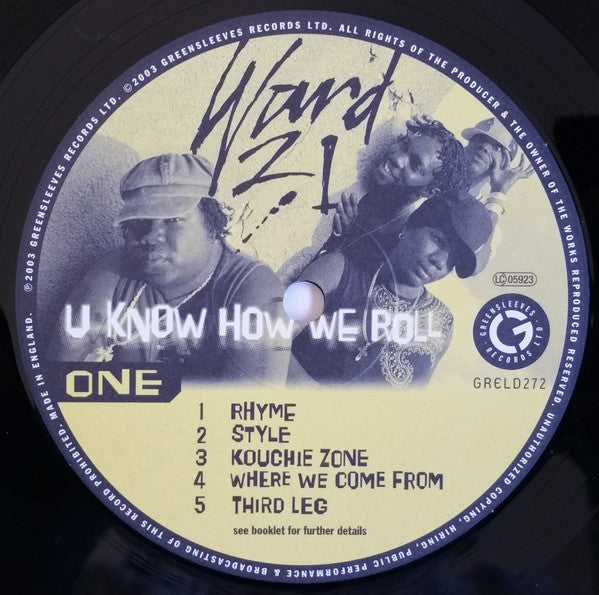 Ward
21
U KNOW HOW WE ROLL
LC 05923
GREENSLEEVES
RECORDS LTD
G
GRELD272
ONE
1 RHYME
2 STYLE
3 KOUCHIE ZONE
4 WHERE WE COME FROM
5 THIRD LEG
see booklet for further details
℗2003 GREENSLEEVES RECORDS LTD. ©2003 GREENSLEEVES RECORDS LTD. ALL RIGHTS OF THE PRODUCER & THE OWNER OF THE WORKS REPRODUCED RESERVED. UNAUTHORIZED COPYING, HIRING, PUBLIC PERFORMANCE & BROADCASTING OF THIS RECORD PROHIBITED. MADE IN ENGLAND.